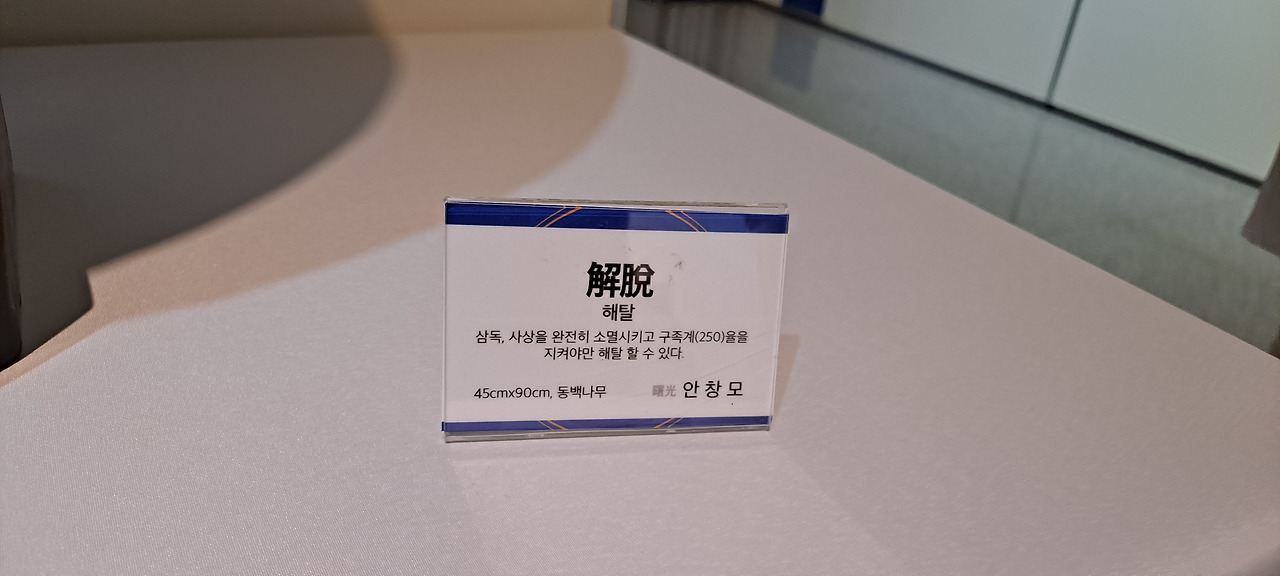 解脫
해탈
삼독, 사상을 완전히 소멸시키고 구족계(250)율을
지켜야만 해탈 할 수 있다.
45cmx90cm, 동백나무 曙光 안 창 모